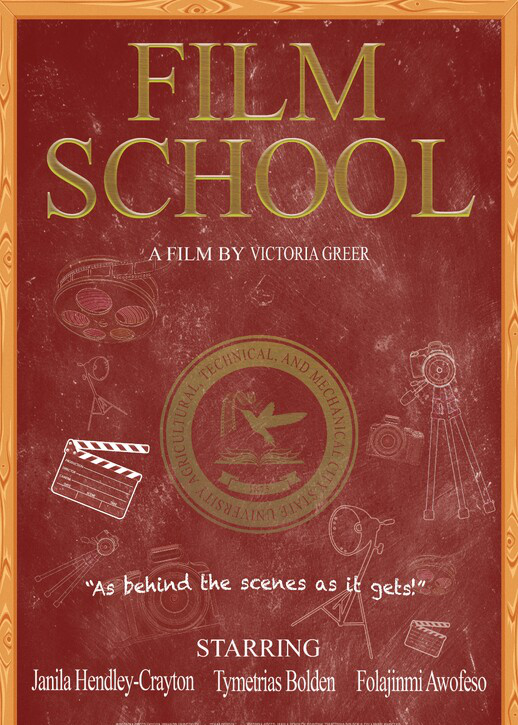 FILM
SCHOOL
A FILM BY VICTORIA GREER
AGRICULTURAL, TECHNICAL, AND MECHANICAL
STATE UNIVERSITY
"As behind the scenes as it gets!"
STARRING
Janila Hendley-Crayton Tymetrias Bolden Folajinmi Awofeso